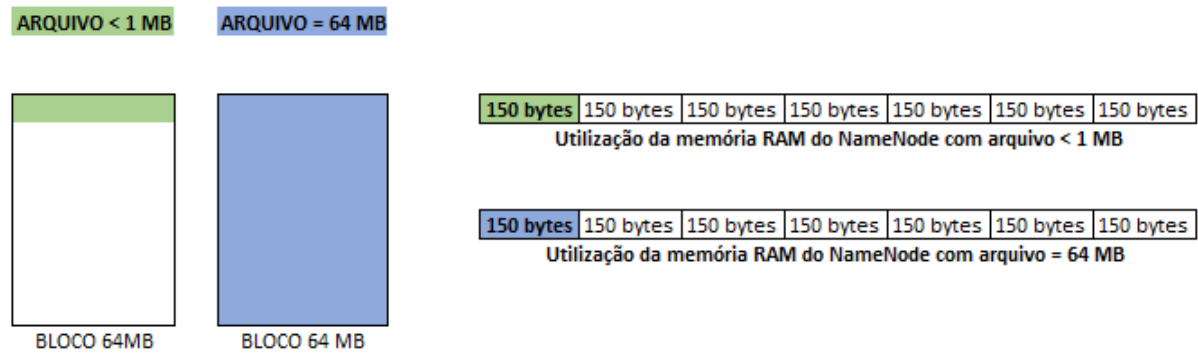 ARQUIVO < 1 MB
ARQUIVO = 64 MB
150 bytes 150 bytes 150 bytes 150 bytes 150 bytes 150 bytes 150 bytes
Utilização da memória RAM do NameNode com arquivo < 1 MB
150 bytes 150 bytes 150 bytes 150 bytes 150 bytes 150 bytes 150 bytes
Utilização da memória RAM do NameNode com arquivo = 64 MB
BLOCO 64MB
BLOCO 64 MB